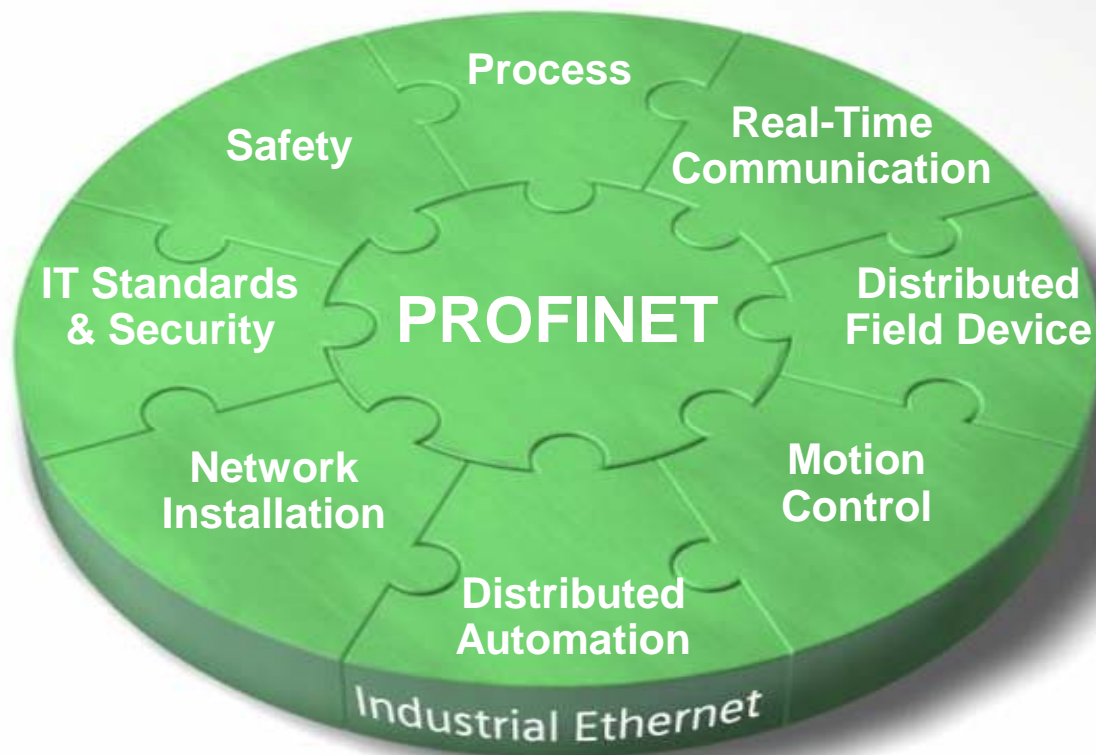 Process
Real-Time
Communication
Safety
IT Standards
& Security
PROFINET
Distributed
Field Device
Network
Installation
Motion
Control
Distributed
Automation
Industrial Ethernet